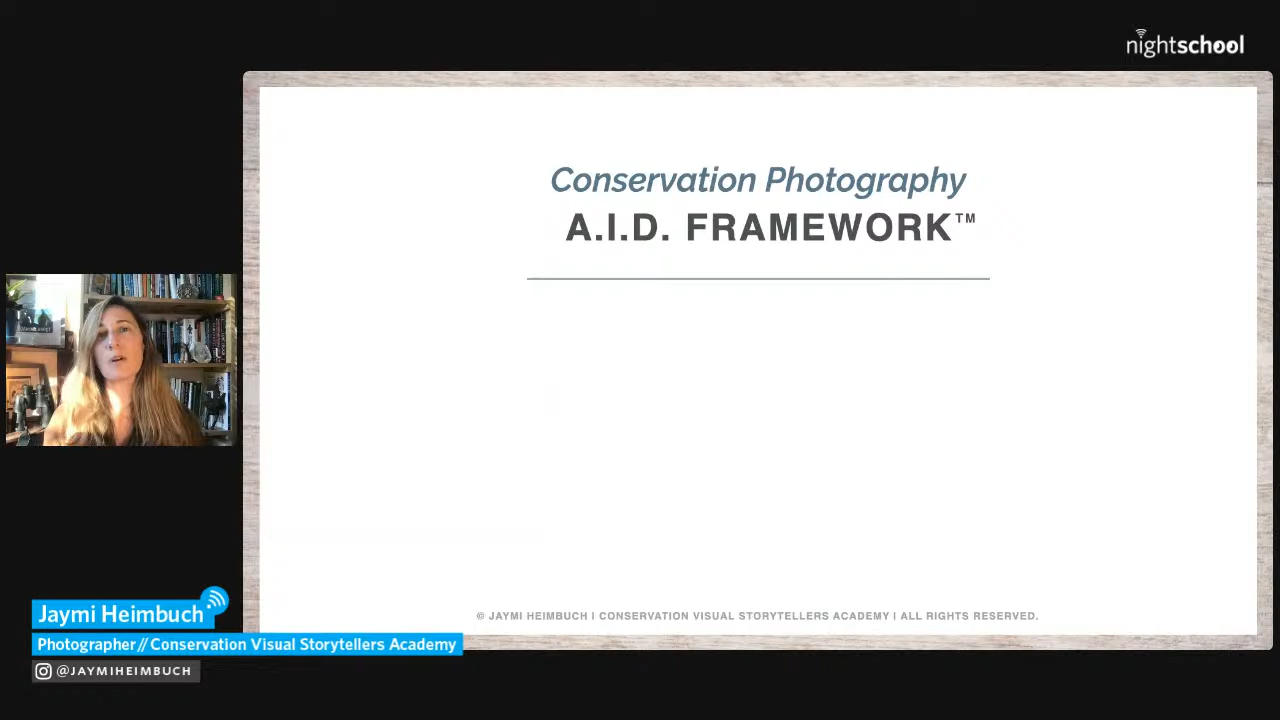 nightschool
Conservation Photography
A.I.D. FRAMEWORK™
© JAYMI HEIMBUCH | CONSERVATION VISUAL STORYTELLERS ACADEMY | ALL RIGHTS RESERVED.
Jaymi Heimbuch
Photographer//Conservation Visual Storytellers Academy
@JAYMIHEIMBUCH